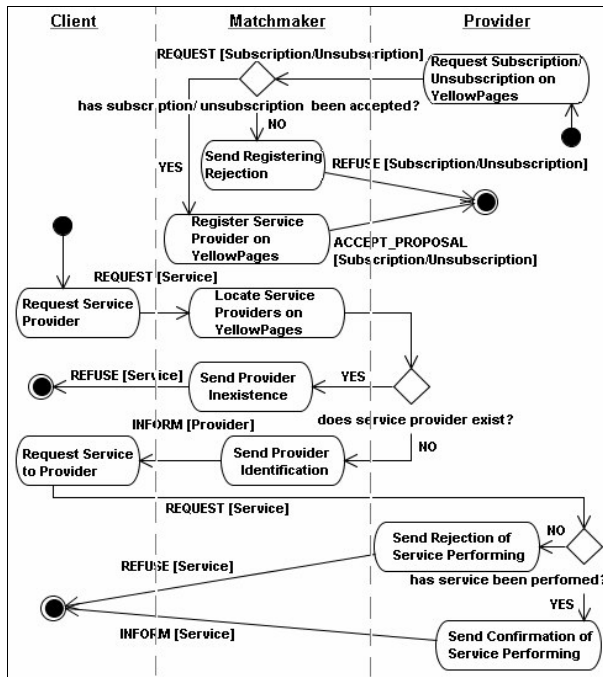 Client
Matchmaker
Provider
REQUEST [Subscription/Unsubscription]
Request Subscription/
Unsubscription on
YellowPages
has subscription/ unsubscription been accepted?
NO
YES
Send Registering
Rejection
REFUSE [Subscription/Unsubscription]
Register Service
Provider on
YellowPages
ACCEPT_PROPOSAL
[Subscription/Unsubscription]
REQUEST [Service]
Request Service
Provider
Locate Service
Providers on
YellowPages
REFUSE [Service]
Send Provider
Inexistence
YES
does service provider exist?
INFORM [Provider]
NO
Request Service
to Provider
Send Provider
Identification
REQUEST [Service]
Send Rejection of
Service Performing
NO
REFUSE [Service]
has service been perfomed?
YES
INFORM [Service]
Send Confirmation of
Service Performing